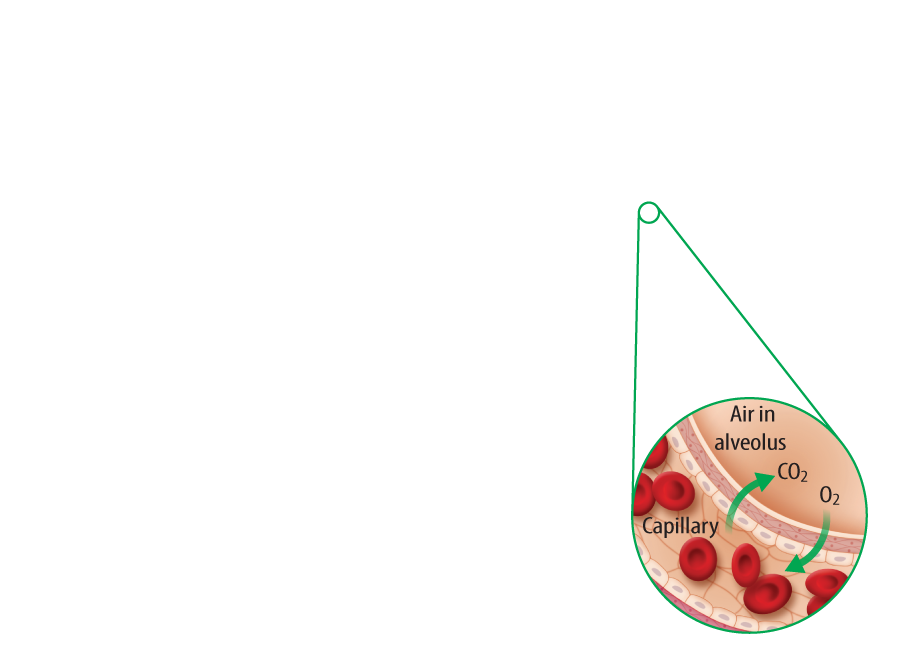 Air in
alveolus
CO₂
O₂
Capillary